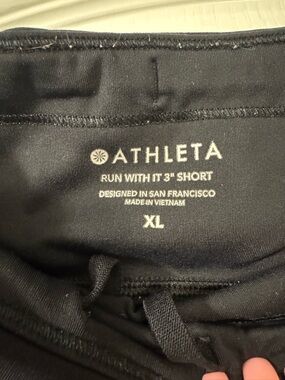 ATHLETA
RUN WITH IT 3" SHORT
DESIGNED IN SAN FRANCISCO
MADE IN VIETNAM
XL